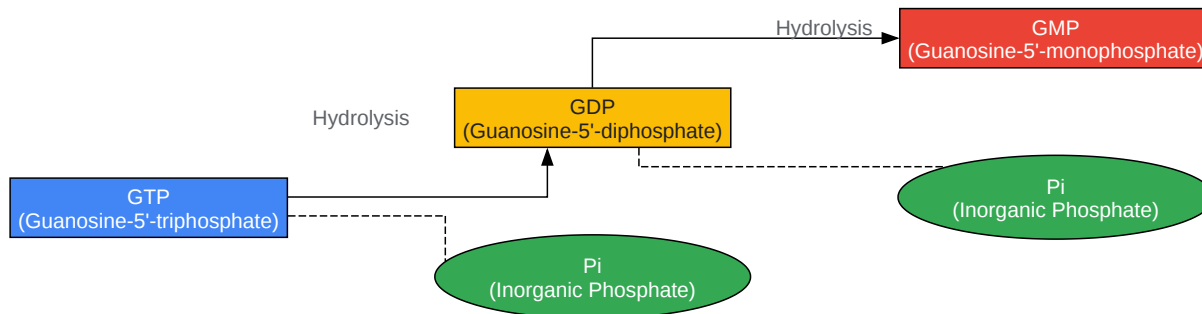 Hydrolysis
GMP
(Guanosine-5'-monophosphate)
GDP
(Guanosine-5'-diphosphate)
Hydrolysis
GTP
(Guanosine-5'-triphosphate)
Pi
(Inorganic Phosphate)
Pi
(Inorganic Phosphate)